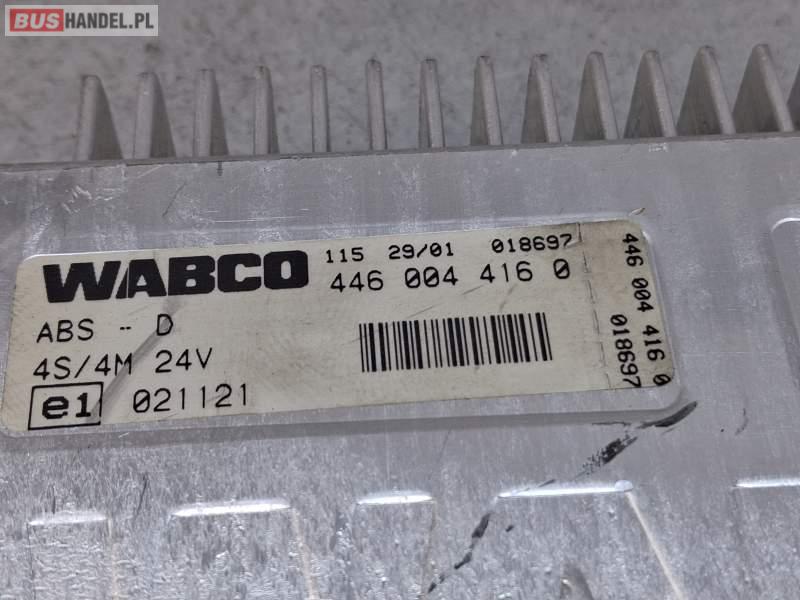 BUSHANDEL.PL
WABCO
115 29/01 018697
446 004 416 0
ABS - D
4S/4M 24V
e1 021121
446 004 416 0
018697